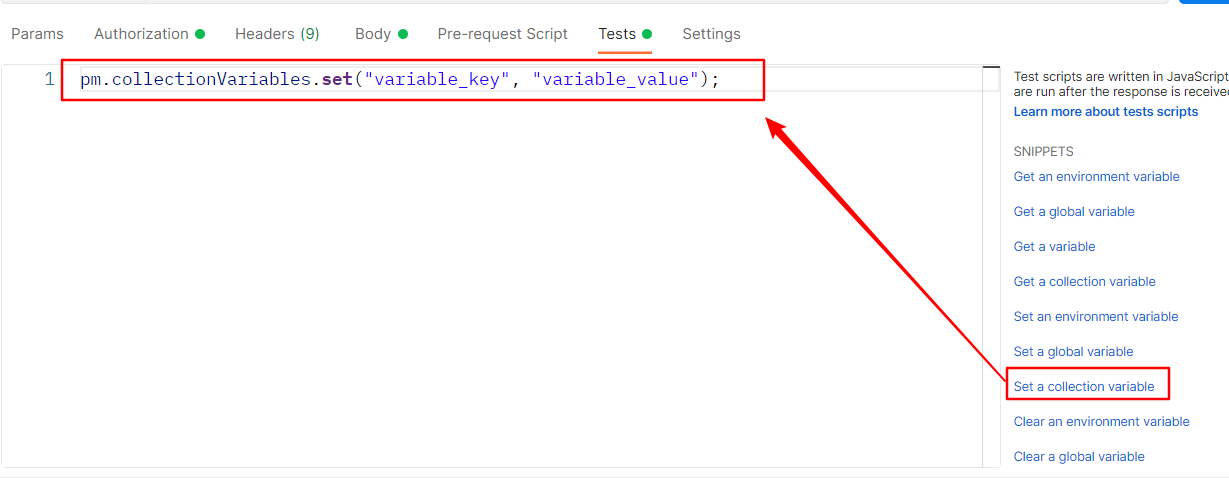 Params Authorization Headers (9) Body Pre-request Script Tests Settings
1 pm.collectionVariables.set("variable_key", "variable_value");
Test scripts are written in JavaScript
are run after the response is received
Learn more about tests scripts
SNIPPETS
Get an environment variable
Get a global variable
Get a variable
Get a collection variable
Set an environment variable
Set a global variable
Set a collection variable
Clear an environment variable
Clear a global variable